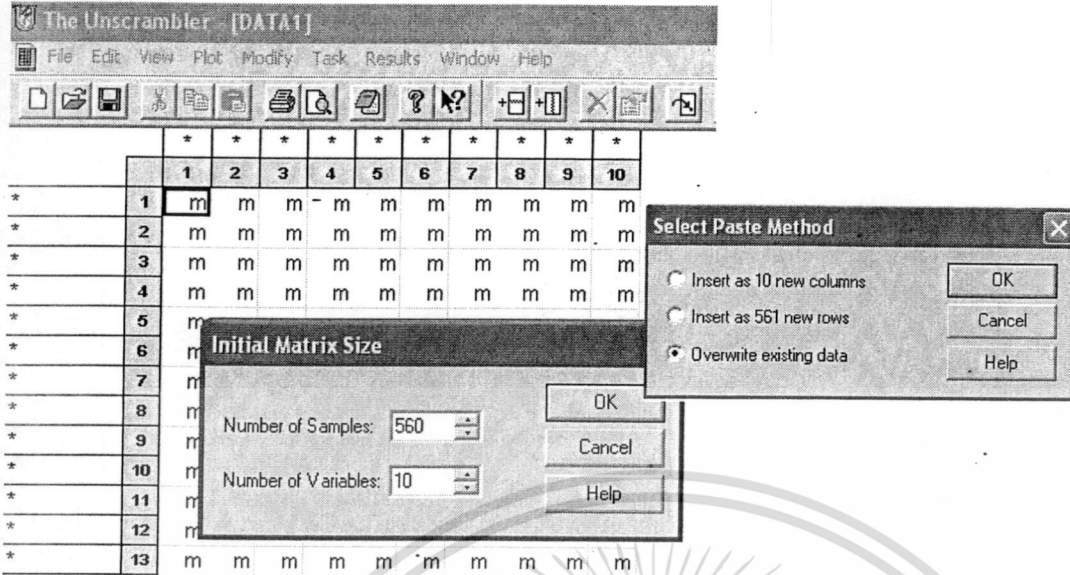 The Unscrambler - [DATA1]
File Edit View Plot Modify Task Results Window Help
* * * * * * * * * *
1 2 3 4 5 6 7 8 9 10
* 1 m m m m m m m m m m
* 2 m m m m m m m m m m
* 3 m m m m m m m m m m
* 4 m m m m m m m m m m
* 5 m
* 6 m
* 7 m
* 8 m
* 9 m
* 10 m
* 11 m
* 12 m
* 13 m m m m m m m m m m
Select Paste Method
Insert as 10 new columns OK
Insert as 561 new rows Cancel
Overwrite existing data Help
Initial Matrix Size
OK
Number of Samples: 560
Cancel
Number of Variables: 10
Help